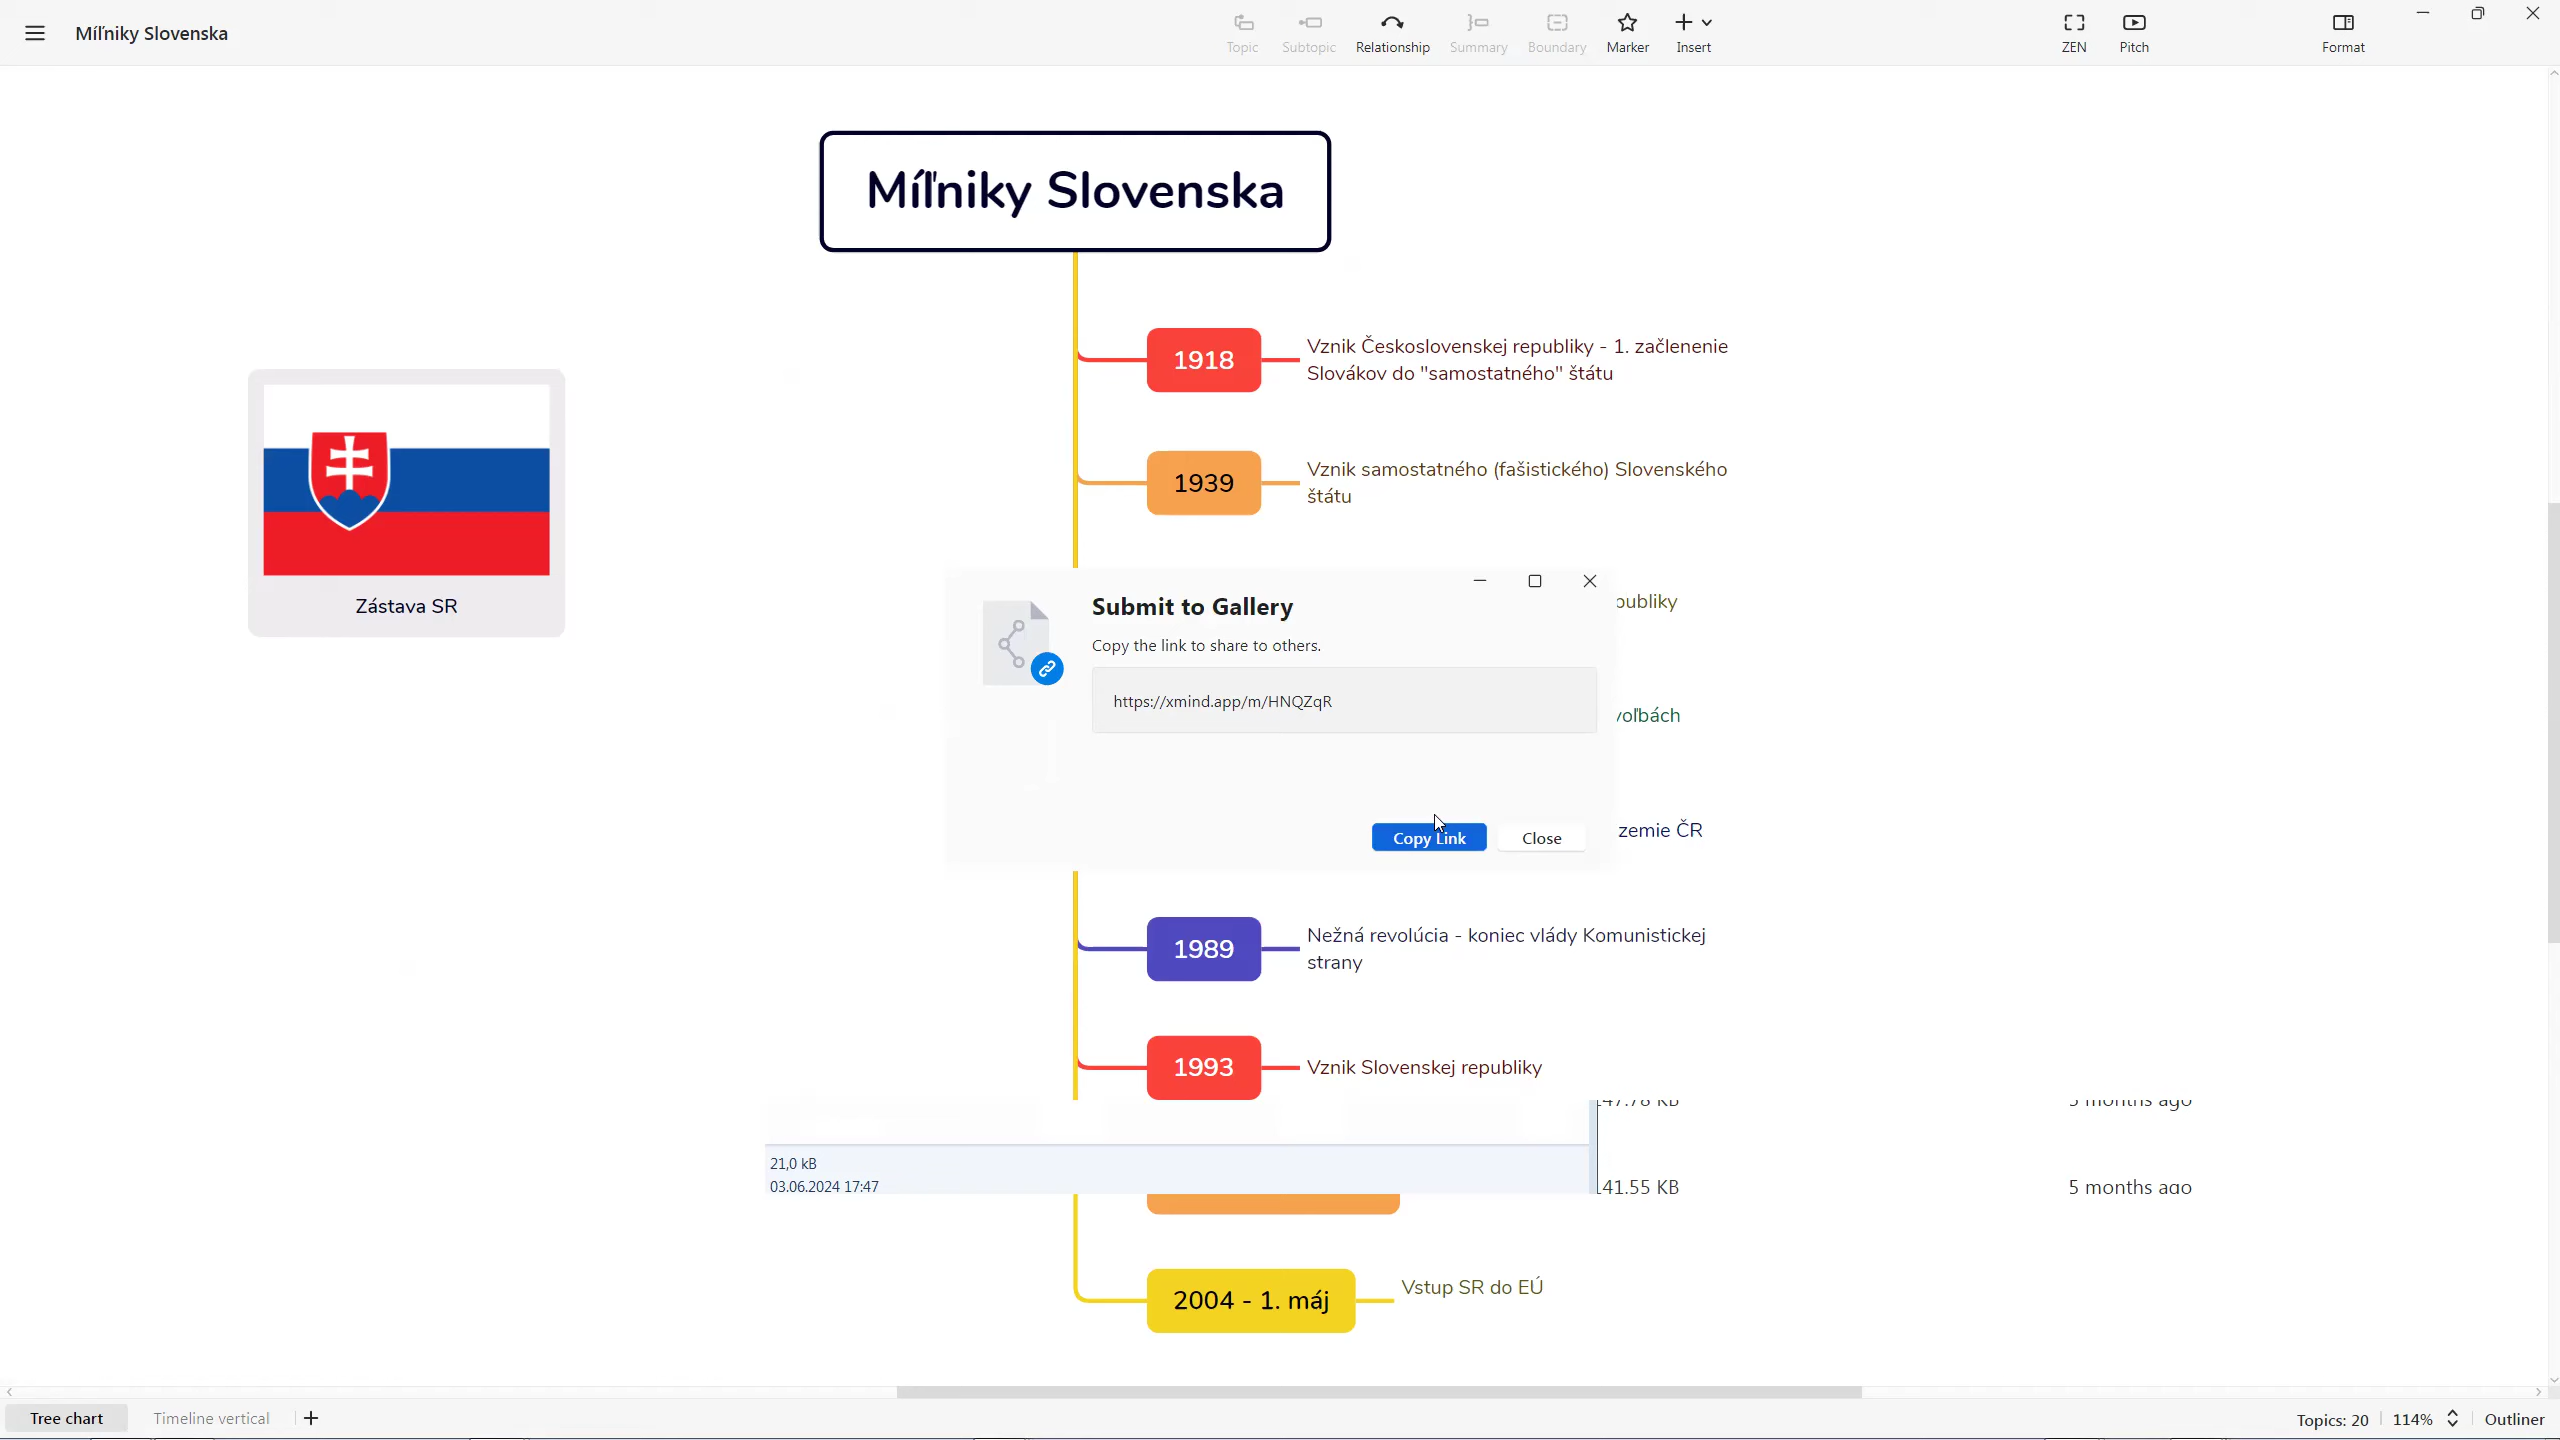 Míľniky Slovenska
Topic
Subtopic
Relationship
Summary
Boundary
Marker
Insert
ZEN
Pitch
Format
Míľniky Slovenska
1918
Vznik Československej republiky - 1. začlenenie
Slovákov do "samostatného" štátu
1939
Vznik samostatného (fašistického) Slovenského
štátu
Zástava SR
Submit to Gallery
Copy the link to share to others.
https://xmind.app/m/HNQZqR
Copy Link
Close
zemie ČR
1989
Nežná revolúcia - koniec vlády Komunistickej
strany
1993
Vznik Slovenskej republiky
21,0 kB
03.06.2024 17:47
41.55 KB
5 months ago
2004 - 1. máj
Vstup SR do EÚ
Tree chart
Timeline vertical
Topics: 20
114%
Outliner